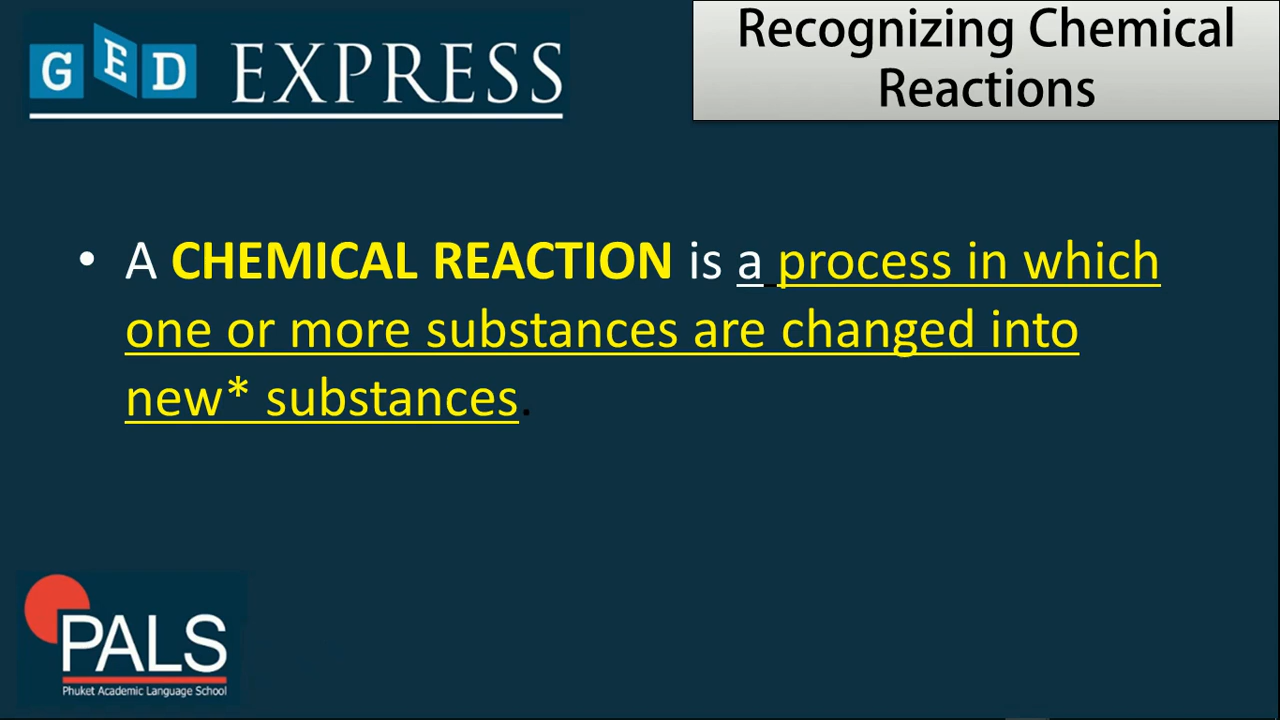 GED EXPRESS
Recognizing Chemical
Reactions
• A CHEMICAL REACTION is a process in which
one or more substances are changed into
new* substances.
PALS
Phuket Academic Language School